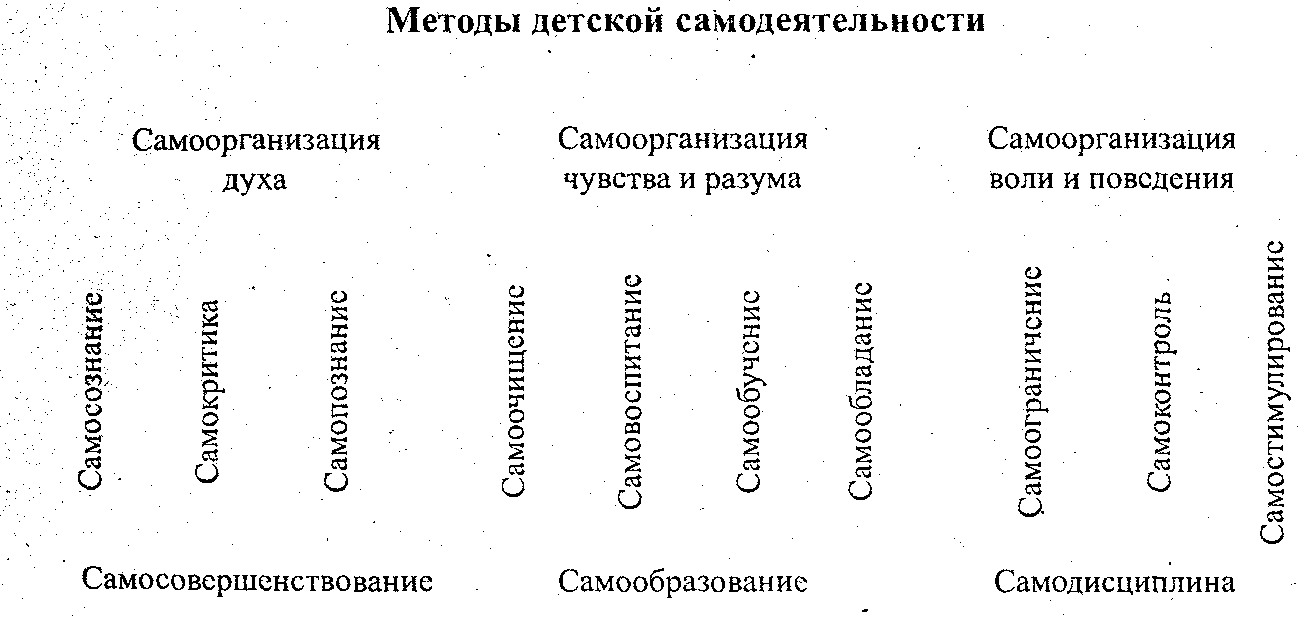 Методы детской самодеятельности
Самоорганизация
духа
Самоорганизация
чувства и разума
Самоорганизация
воли и поведения
Самосознание
Самокритика
Самопознание
Самоочищение
Самовоспитание
Самообучение
Самообладание
Самоограничение
Самоконтроль
Самостимулирование
Самосовершенствование
Самообразование
Самодисциплина